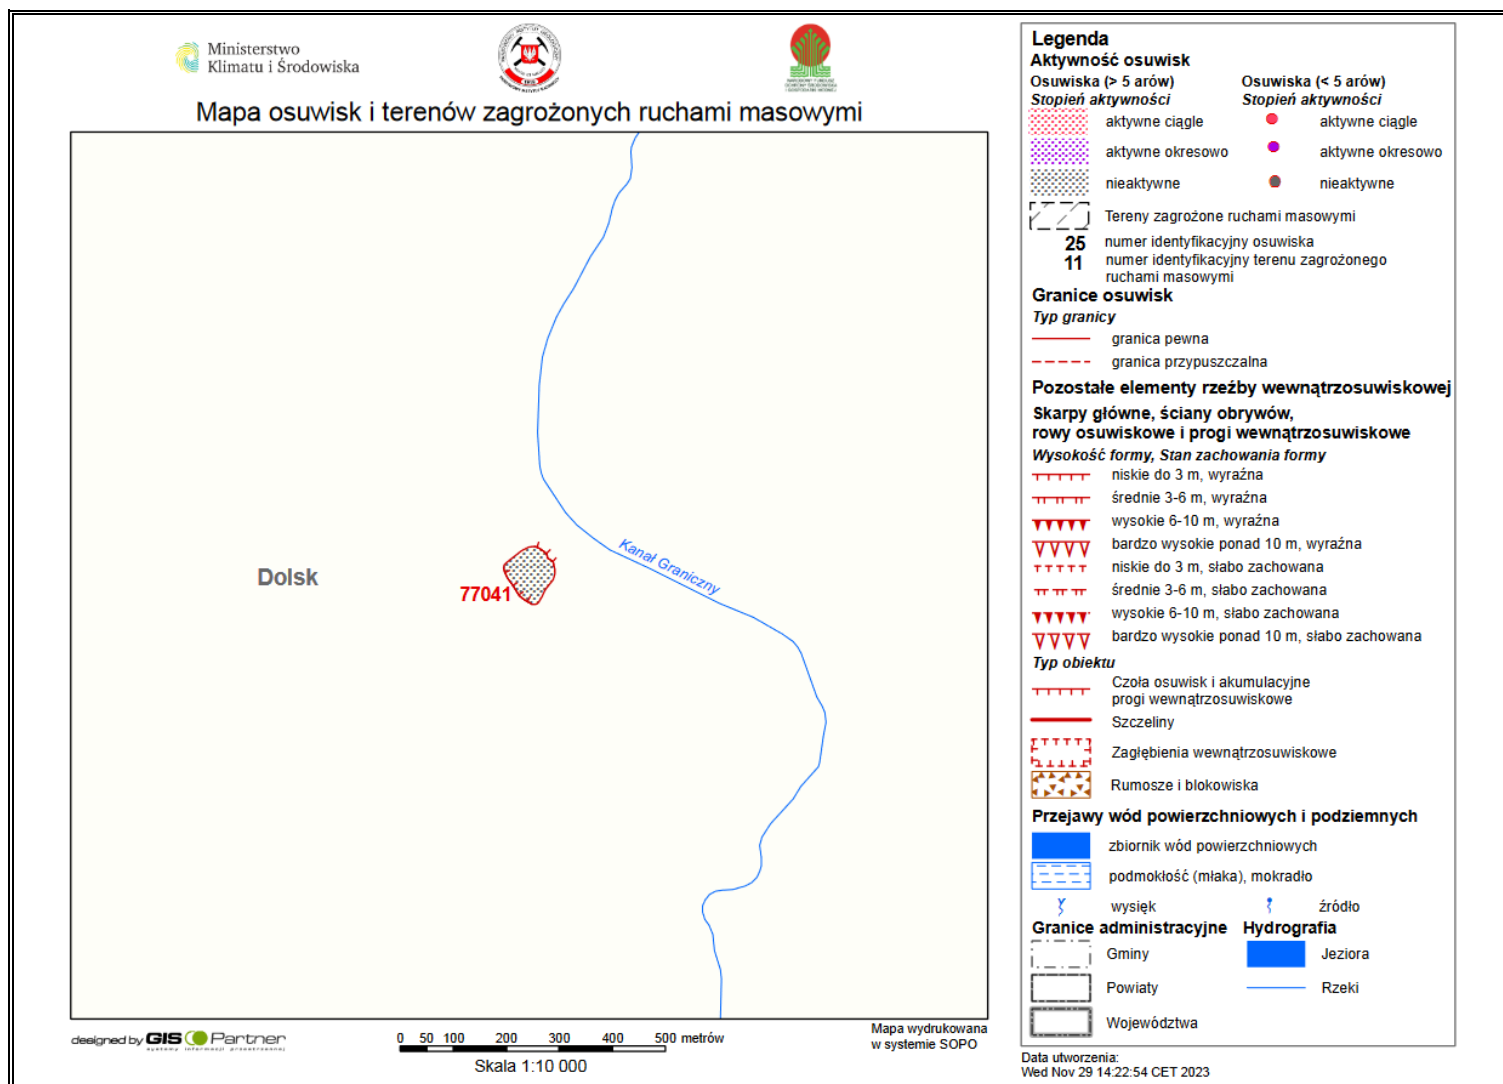 Ministerstwo
Klimatu i Środowiska
Mapa osuwisk i terenów zagrożonych ruchami masowymi
Dolsk
77041
Kanał Graniczny
designed by GIS Partner
systemy informacji przestrzennej
0 50 100 200 300 400 500 metrów
Skala 1:10 000
Mapa wydrukowana
w systemie SOPO
Legenda
Aktywność osuwisk
Osuwiska (> 5 arów) Osuwiska (< 5 arów)
Stopień aktywności Stopień aktywności
aktywne ciągle aktywne ciągle
aktywne okresowo aktywne okresowo
nieaktywne nieaktywne
Tereny zagrożone ruchami masowymi
25 numer identyfikacyjny osuwiska
11 numer identyfikacyjny terenu zagrożonego
ruchami masowymi
Granice osuwisk
Typ granicy
granica pewna
granica przypuszczalna
Pozostałe elementy rzeźby wewnątrzosuwiskowej
Skarpy główne, ściany obrywów,
rowy osuwiskowe i progi wewnątrzosuwiskowe
Wysokość formy, Stan zachowania formy
niskie do 3 m, wyraźna
średnie 3-6 m, wyraźna
wysokie 6-10 m, wyraźna
bardzo wysokie ponad 10 m, wyraźna
niskie do 3 m, słabo zachowana
średnie 3-6 m, słabo zachowana
wysokie 6-10 m, słabo zachowana
bardzo wysokie ponad 10 m, słabo zachowana
Typ obiektu
Czoła osuwisk i akumulacyjne
progi wewnątrzosuwiskowe
Szczeliny
Zagłębienia wewnątrzosuwiskowe
Rumosze i blokowiska
Przejawy wód powierzchniowych i podziemnych
zbiornik wód powierzchniowych
podmokłość (młaka), mokradło
wysięk źródło
Granice administracyjne Hydrografia
Gminy Jeziora
Powiaty Rzeki
Województwa
Data utworzenia:
Wed Nov 29 14:22:54 CET 2023